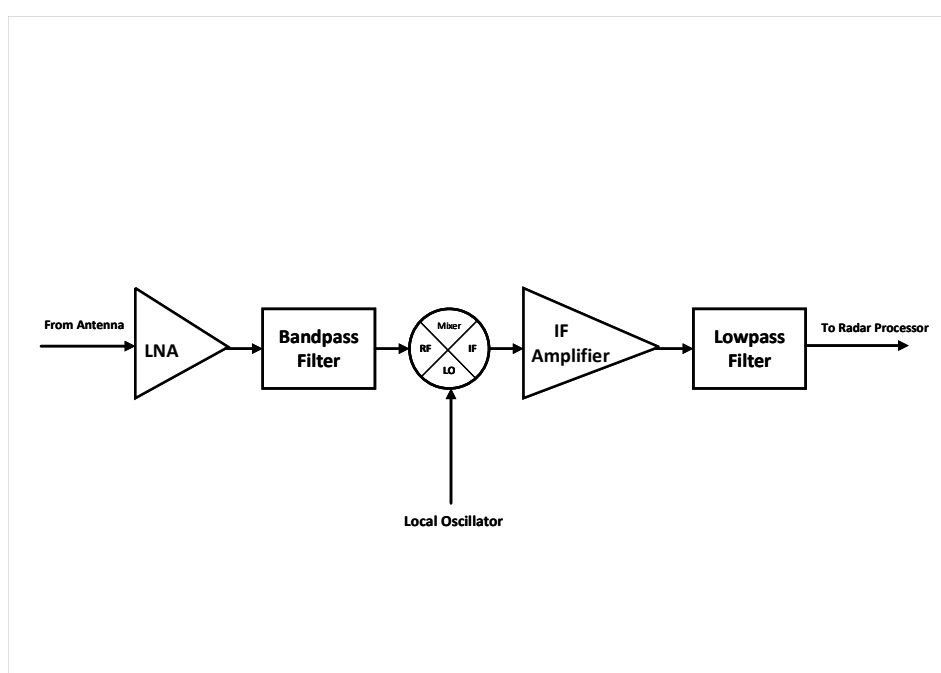 From Antenna
LNA
Bandpass
Filter
Mixer
RF
IF
LO
IF
Amplifier
Lowpass
Filter
To Radar Processor
Local Oscillator